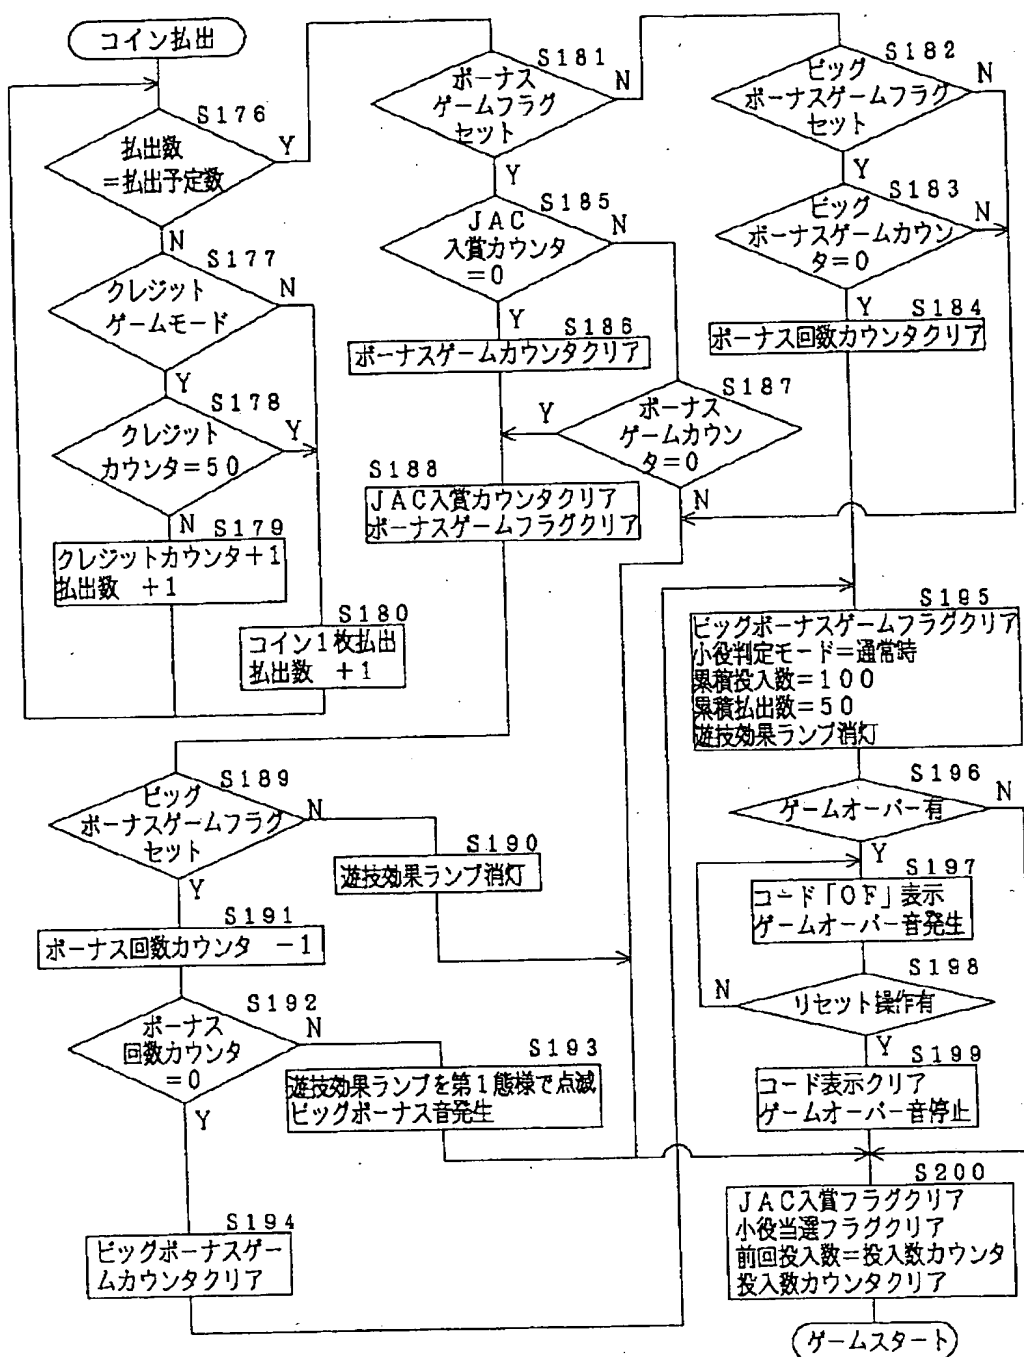 コイン払出
S176
払出数
=払出予定数
Y
N
S177
クレジット
ゲームモード
N
Y
S178
クレジット
カウンタ=50
Y
N
S179
クレジットカウンタ+1
払出数 +1
S180
コイン1枚払出
払出数 +1
S181
ボーナス
ゲームフラグ
セット
N
Y
S182
ビッグ
ボーナスゲームフラグ
セット
N
Y
S183
ビッグ
ボーナスゲームカウン
タ=0
N
Y
S184
ボーナス回数カウンタクリア
S185
JAC
入賞カウンタ
=0
N
Y
S186
ボーナスゲームカウンタクリア
S187
ボーナス
ゲームカウン
タ=0
Y
N
S188
JAC入賞カウンタクリア
ボーナスゲームフラグクリア
S189
ビッグ
ボーナスゲームフラグ
セット
N
Y
S190
遊技効果ランプ消灯
S191
ボーナス回数カウンタ -1
S192
ボーナス
回数カウンタ
=0
N
Y
S193
遊技効果ランプを第1態様で点滅
ビッグボーナス音発生
S194
ビッグボーナスゲー
ムカウンタクリア
S195
ビッグボーナスゲームフラグクリア
小役判定モード=通常時
累積投入数=100
累積払出数=50
遊技効果ランプ消灯
S196
ゲームオーバー有
N
Y
S197
コード「OF」表示
ゲームオーバー音発生
S198
リセット操作有
N
Y
S199
コード表示クリア
ゲームオーバー音停止
S200
JAC入賞フラグクリア
小役当選フラグクリア
前回投入数=投入数カウンタ
投入数カウンタクリア
ゲームスタート